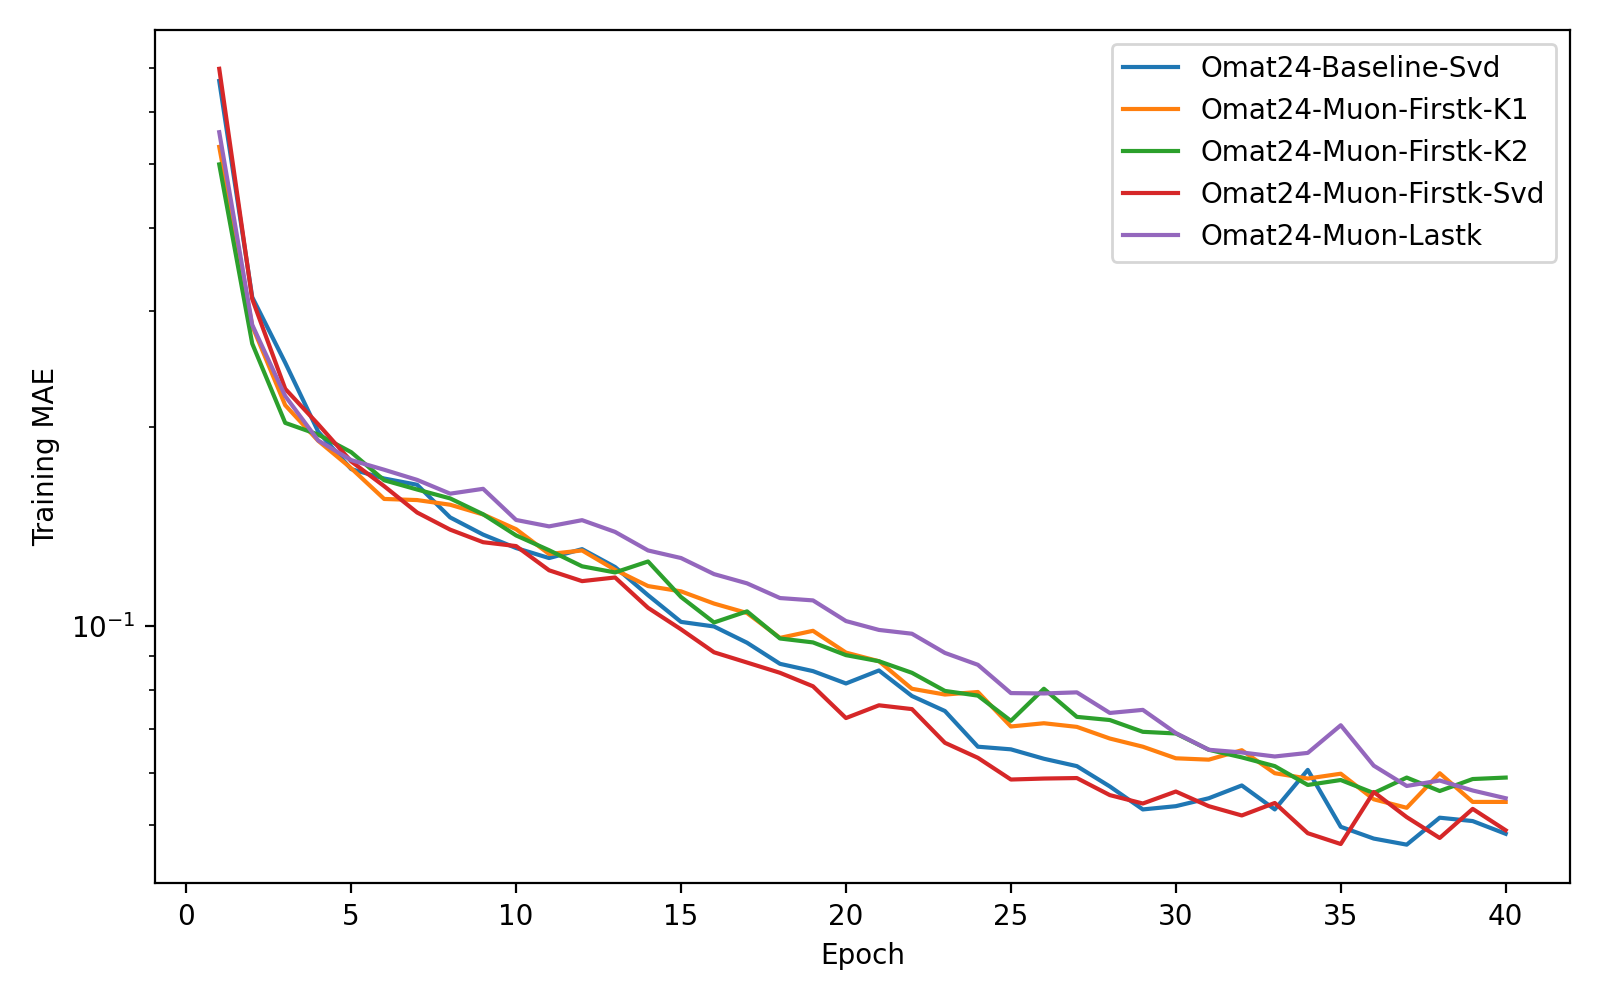 Omat24-Baseline-Svd
Omat24-Muon-Firstk-K1
Omat24-Muon-Firstk-K2
Omat24-Muon-Firstk-Svd
Omat24-Muon-Lastk
Training MAE
10⁻¹
0 5 10 15 20 25 30 35 40
Epoch